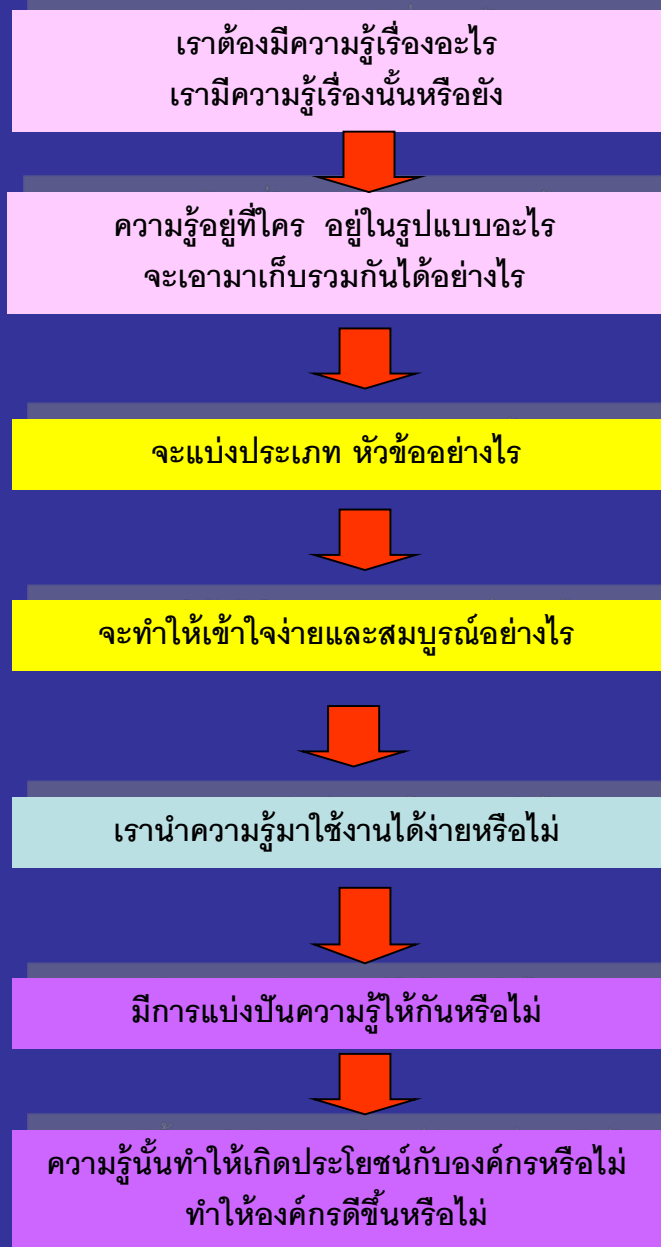 เราต้องมีความรู้เรื่องอะไร
เรามีความรู้เรื่องนั้นหรือยัง
ความรู้อยู่ที่ใคร อยู่ในรูปแบบอะไร
จะเอามาเก็บรวมกันได้อย่างไร
จะแบ่งประเภท หัวข้ออย่างไร
จะทำให้เข้าใจง่ายและสมบูรณ์อย่างไร
เรานำความรู้มาใช้งานได้ง่ายหรือไม่
มีการแบ่งปันความรู้ให้กันหรือไม่
ความรู้นั้นทำให้เกิดประโยชน์กับองค์กรหรือไม่
ทำให้องค์กรดีขึ้นหรือไม่